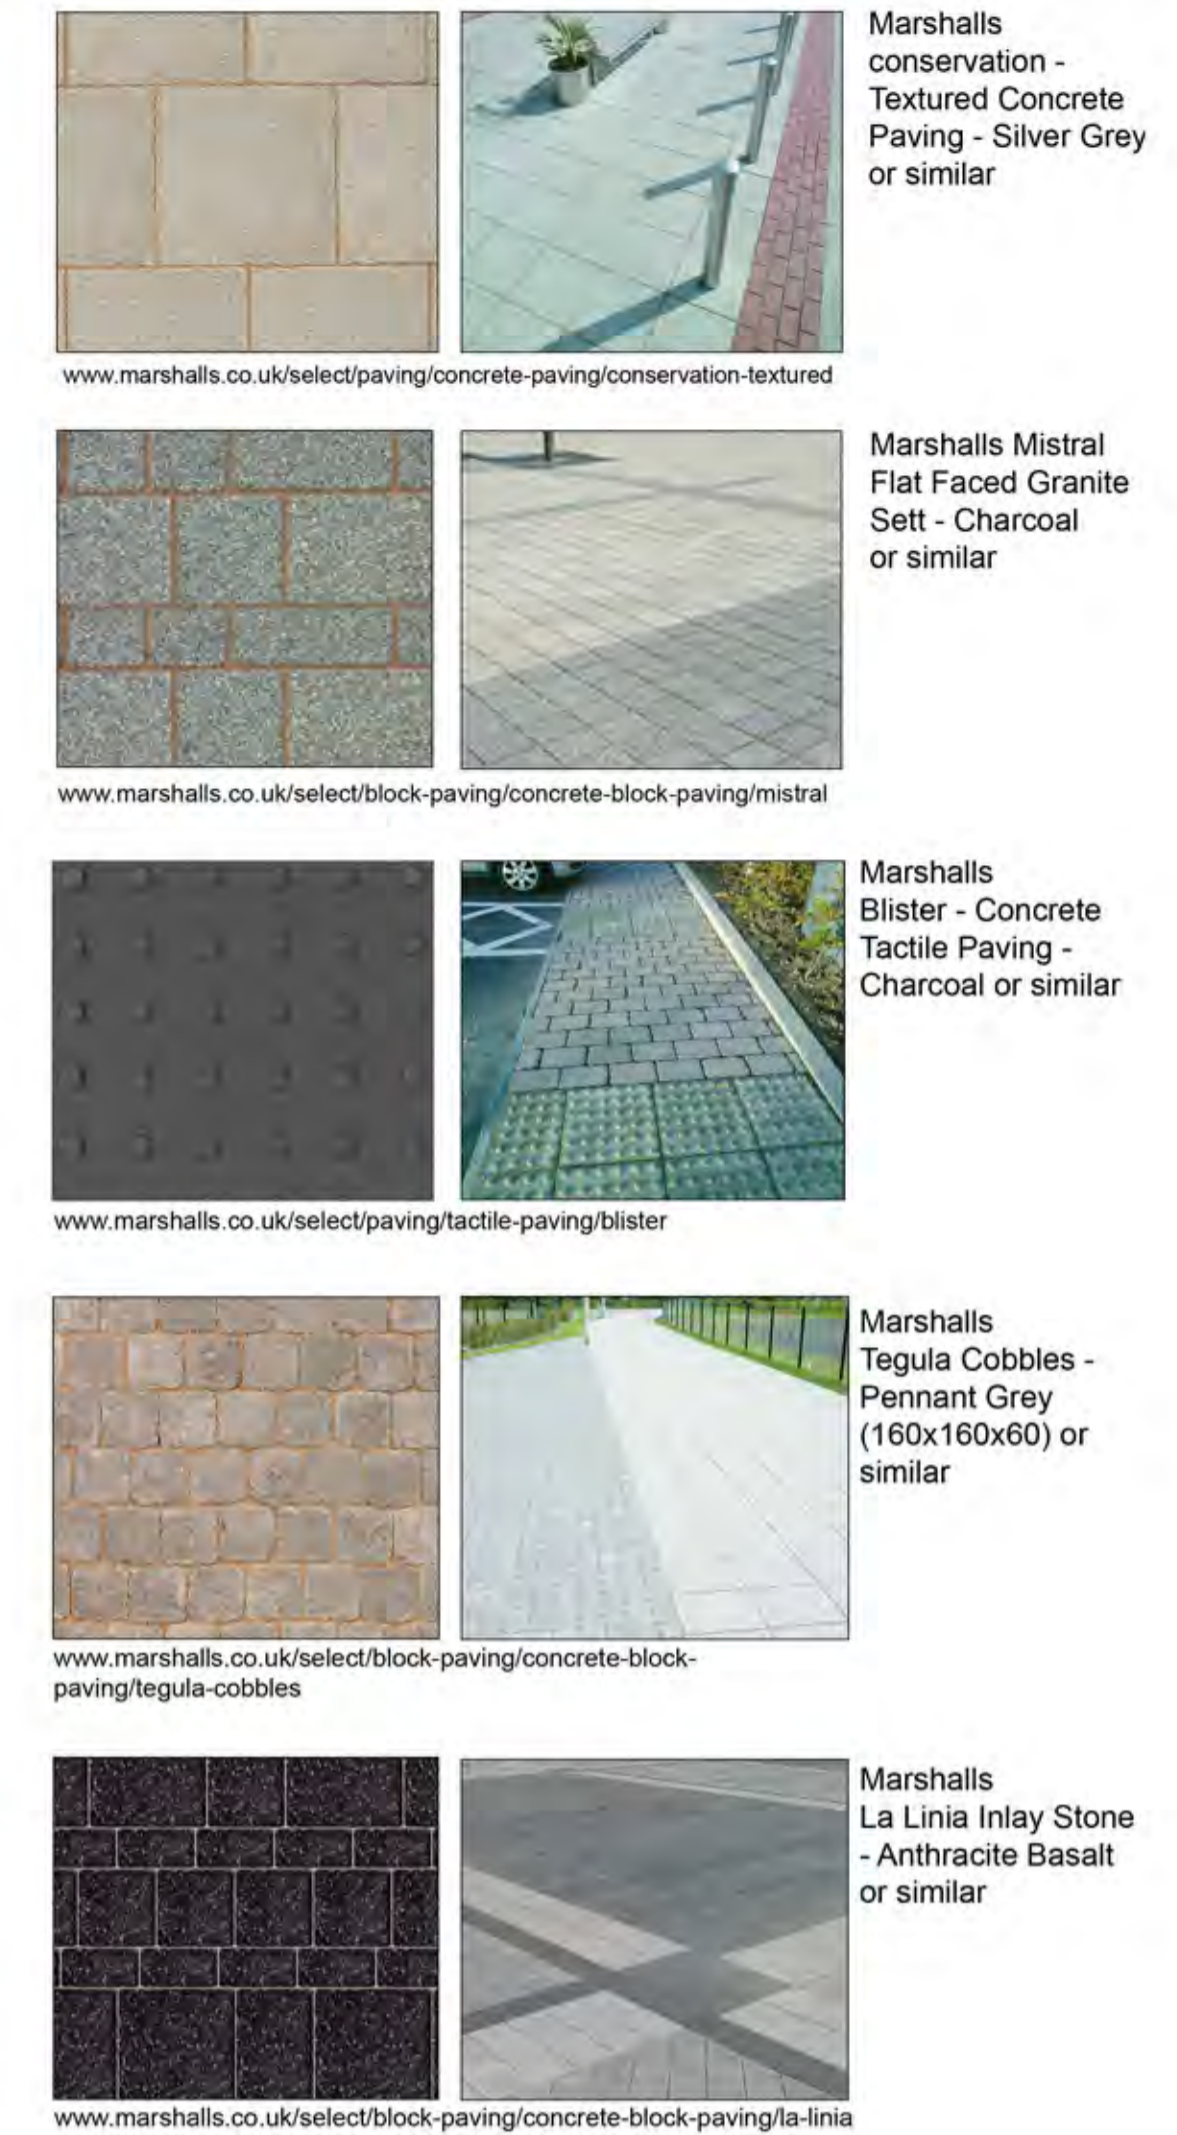 Marshalls
conservation -
Textured Concrete
Paving - Silver Grey
or similar
www.marshalls.co.uk/select/paving/concrete-paving/conservation-textured
Marshalls Mistral
Flat Faced Granite
Sett - Charcoal
or similar
www.marshalls.co.uk/select/block-paving/concrete-block-paving/mistral
Marshalls
Blister - Concrete
Tactile Paving -
Charcoal or similar
www.marshalls.co.uk/select/paving/tactile-paving/blister
Marshalls
Tegula Cobbles -
Pennant Grey
(160x160x60) or
similar
www.marshalls.co.uk/select/block-paving/concrete-block-
paving/tegula-cobbles
Marshalls
La Linia Inlay Stone
- Anthracite Basalt
or similar
www.marshalls.co.uk/select/block-paving/concrete-block-paving/la-linia